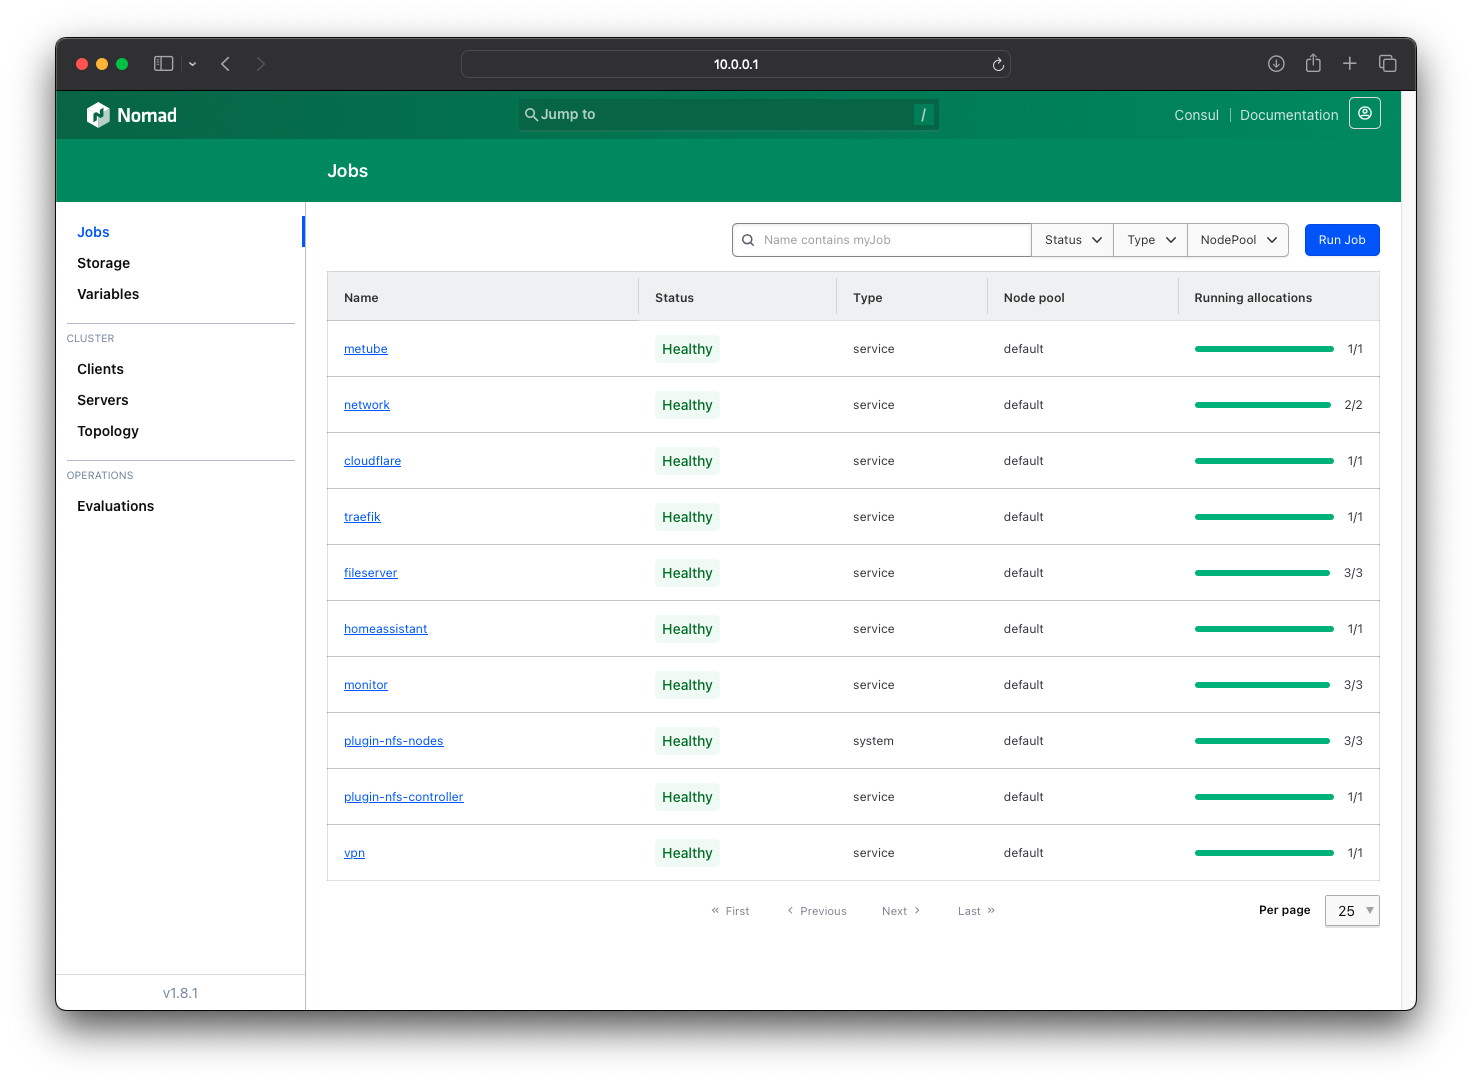 10.0.0.1
Nomad
Jump to /
Consul | Documentation
Jobs
Jobs
Storage
Variables
CLUSTER
Clients
Servers
Topology
OPERATIONS
Evaluations
v1.8.1
Name contains myJob Status Type NodePool Run Job
Name Status Type Node pool Running allocations
metube Healthy service default 1/1
network Healthy service default 2/2
cloudflare Healthy service default 1/1
traefik Healthy service default 1/1
fileserver Healthy service default 3/3
homeassistant Healthy service default 1/1
monitor Healthy service default 3/3
plugin-nfs-nodes Healthy system default 3/3
plugin-nfs-controller Healthy service default 1/1
vpn Healthy service default 1/1
« First ‹ Previous Next › Last » Per page 25